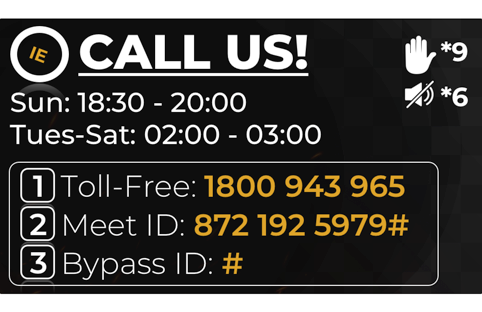 IE CALL US! *9
*6
Sun: 18:30 - 20:00
Tues-Sat: 02:00 - 03:00
1 Toll-Free: 1800 943 965
2 Meet ID: 872 192 5979#
3 Bypass ID: #